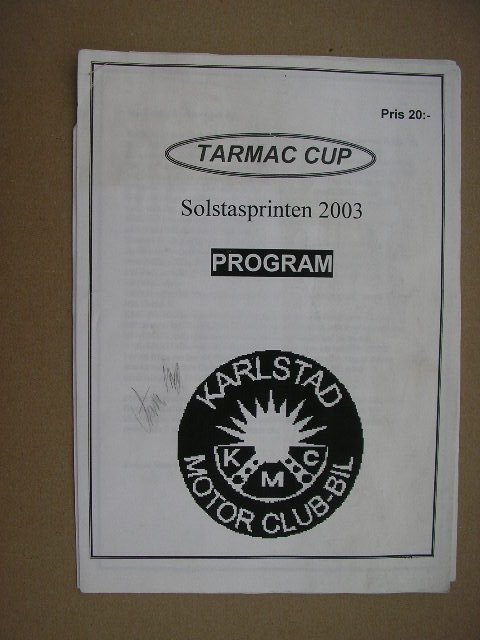 Pris 20:-
TARMAC CUP
Solstasprinten 2003
PROGRAM
KARLSTAD
K M C
MOTOR CLUB-BIL